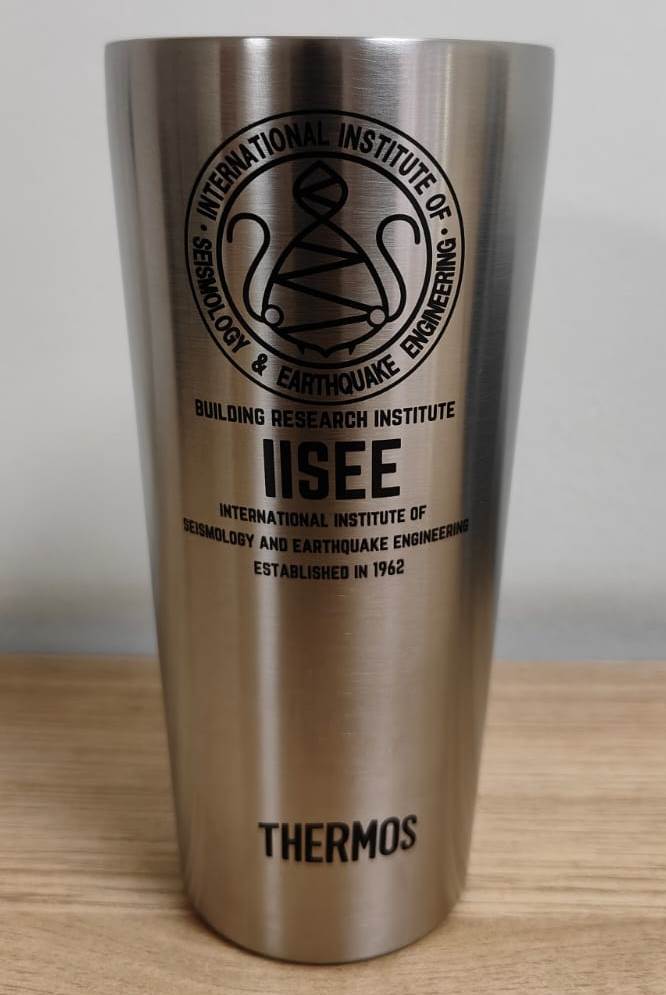 · INTERNATIONAL INSTITUTE OF ·
SEISMOLOGY & EARTHQUAKE ENGINEERING
BUILDING RESEARCH INSTITUTE
IISEE
INTERNATIONAL INSTITUTE OF
SEISMOLOGY AND EARTHQUAKE ENGINEERING
ESTABLISHED IN 1962
THERMOS